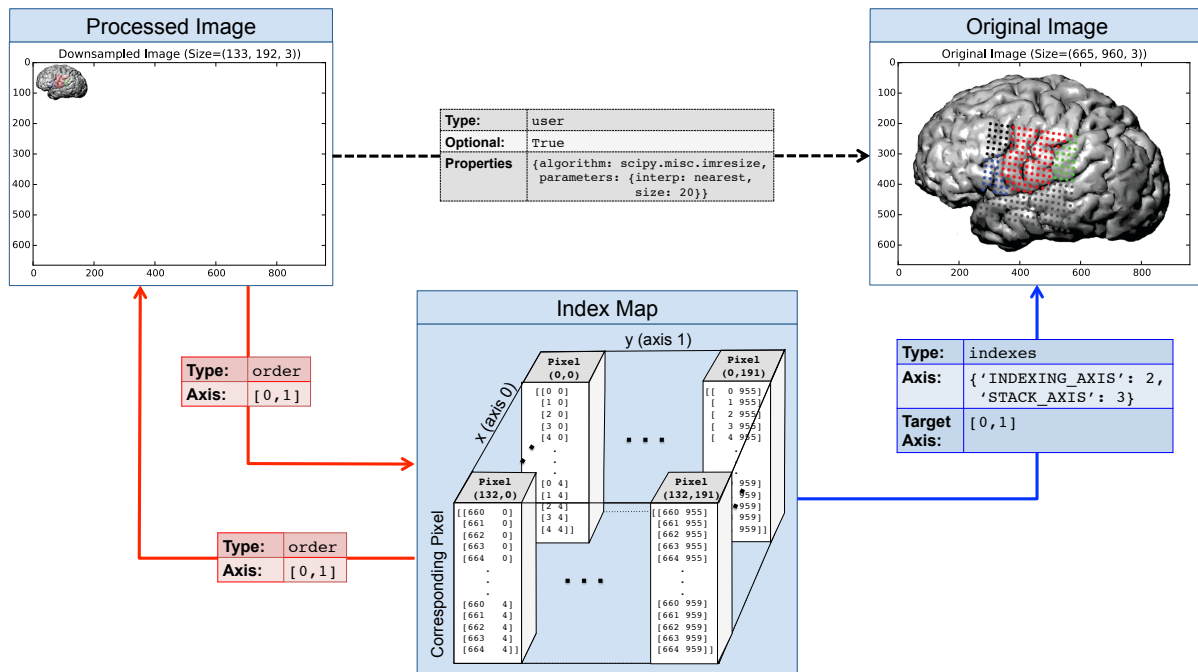 Processed Image
Downsampled Image (Size=(133, 192, 3))
0
100
200
300
400
500
600
0
200
400
600
800
Type: user
Optional: True
Properties {algorithm: scipy.misc.imresize,
parameters: {interp: nearest,
size: 20}}
Original Image
Original Image (Size=(665, 960, 3))
0
100
200
300
400
500
600
0
200
400
600
800
Type: order
Axis: [0,1]
Type: order
Axis: [0,1]
Index Map
y (axis 1)
x (axis 0)
Corresponding Pixel
Pixel
(0,0)
[[0 0]
[1 0]
[2 0]
[3 0]
[4 0]
.
.
.
[0 4]
[1 4]
[2 4]
[3 4]
[4 4]]
Pixel
(0,191)
[[ 0 955]
[ 1 955]
[ 2 955]
[ 3 955]
[ 4 955]
.
.
.
959]
959]
959]
959]
959]]
Pixel
(132,0)
[[660 0]
[661 0]
[662 0]
[663 0]
[664 0]
.
.
.
[660 4]
[661 4]
[662 4]
[663 4]
[664 4]]
Pixel
(132,191)
[[660 955]
[661 955]
[662 955]
[663 955]
[664 955]
.
.
.
[660 959]
[661 959]
[662 959]
[663 959]
[664 959]]
Type: indexes
Axis: {‘INDEXING_AXIS’: 2,
‘STACK_AXIS’: 3}
Target
Axis: [0,1]